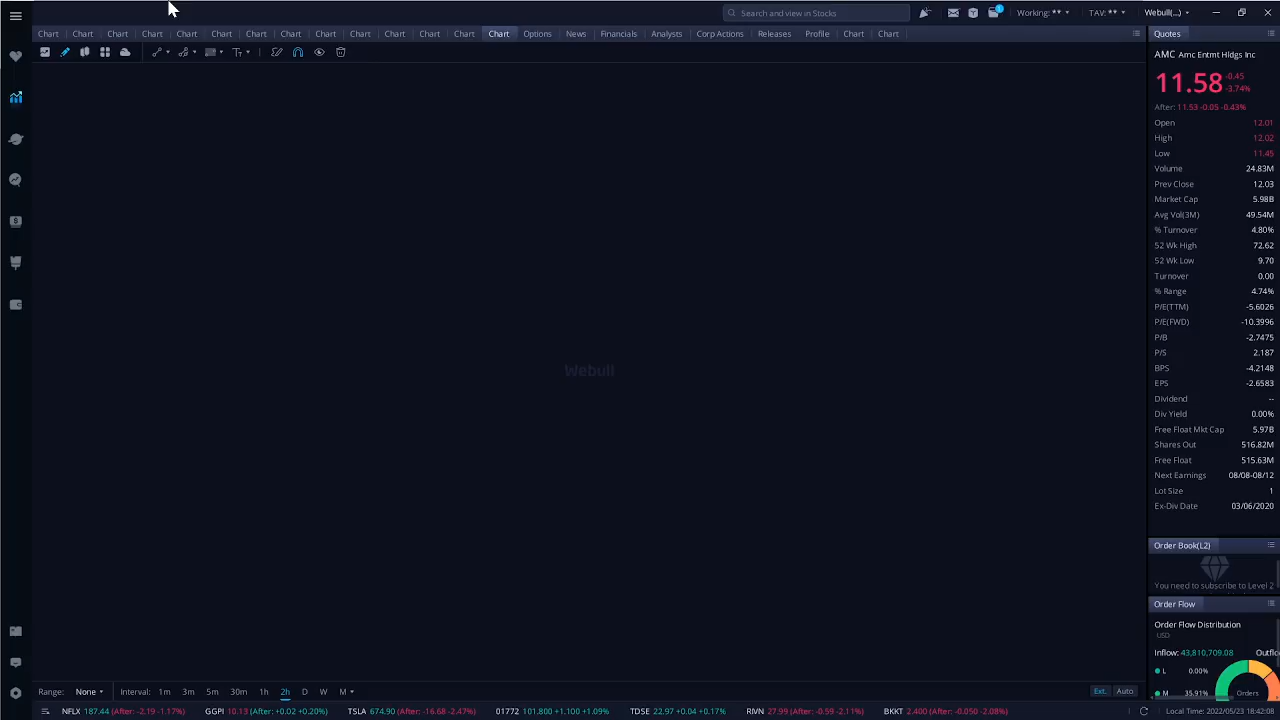 Search and view in Stocks
Working: **
TAV: **
Webull(...)
Chart Chart Chart Chart Chart Chart Chart Chart Chart Chart Chart Chart Chart Chart Options News Financials Analysts Corp Actions Releases Profile Chart Chart
Quotes
AMC Amc Entmt Hldgs Inc
11.58 -0.45
-3.74%
After: 11.53 -0.05 -0.43%
Open 12.01
High 12.02
Low 11.45
Volume 24.83M
Prev Close 12.03
Market Cap 5.98B
Avg Vol(3M) 49.54M
% Turnover 4.80%
52 Wk High 72.62
52 Wk Low 9.70
Turnover 0.00
% Range 4.74%
P/E(TTM) -5.6026
P/E(FWD) -10.3996
P/B -2.7475
P/S 2.187
BPS -4.2148
EPS -2.6583
Dividend --
Div Yield 0.00%
Free Float Mkt Cap 5.97B
Shares Out 516.82M
Free Float 515.63M
Next Earnings 08/08-08/12
Lot Size 1
Ex-Div Date 03/06/2020
Webull
Order Book(L2)
You need to subscribe to Level 2
Order Flow
Order Flow Distribution
USD
Inflow: 43,810,709.08 Outflo
L 0.00%
M 35.91%
Orders
Range: None Interval: 1m 3m 5m 30m 1h 2h D W M
Ext. Auto
NFLX 187.44 (After: -2.19 -1.17%) GGPI 10.13 (After: +0.02 +0.20%) TSLA 674.90 (After: -16.68 -2.47%) 01772 101.800 +1.100 +1.09% TDSE 22.97 +0.04 +0.17% RIVN 27.99 (After: -0.59 -2.11%) BKKT 2.400 (After: -0.050 -2.08%)
Local Time: 2022/05/23 18:42:08